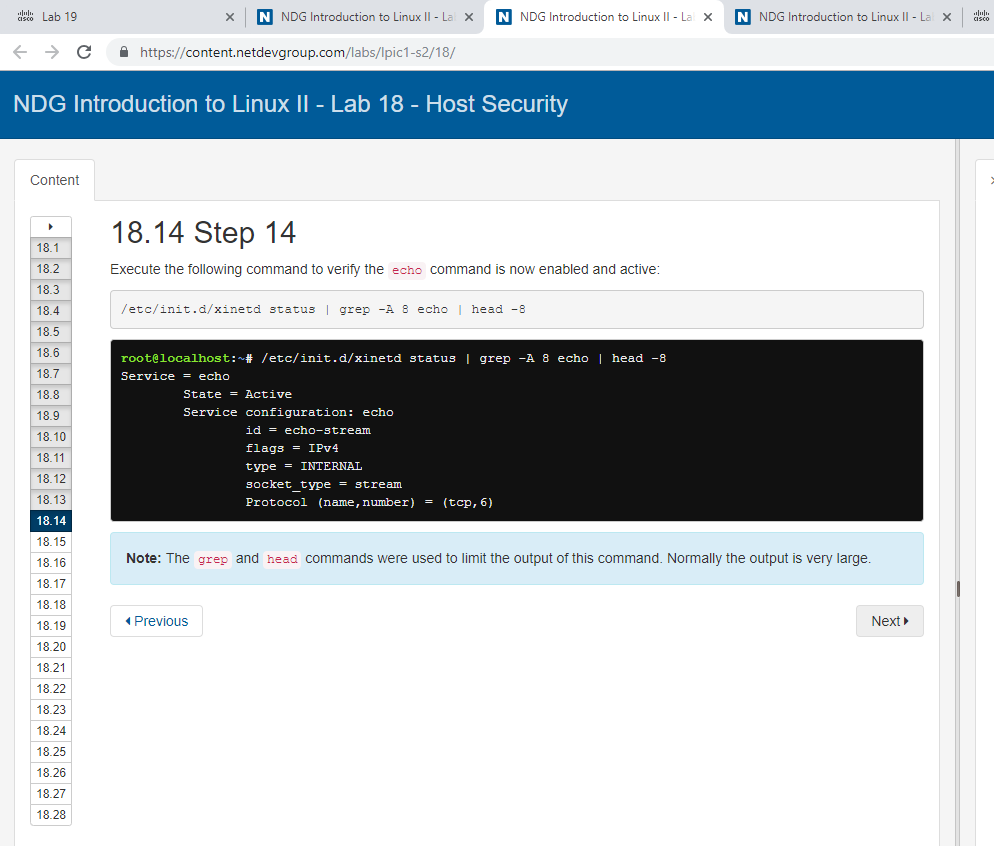 Lab 19
NDG Introduction to Linux II - La
NDG Introduction to Linux II - La
NDG Introduction to Linux II - La
https://content.netdevgroup.com/labs/lpic1-s2/18/
NDG Introduction to Linux II - Lab 18 - Host Security
Content
18.1
18.2
18.3
18.4
18.5
18.6
18.7
18.8
18.9
18.10
18.11
18.12
18.13
18.14
18.15
18.16
18.17
18.18
18.19
18.20
18.21
18.22
18.23
18.24
18.25
18.26
18.27
18.28
18.14 Step 14
Execute the following command to verify the echo command is now enabled and active:
/etc/init.d/xinetd status | grep -A 8 echo | head -8
root@localhost:~# /etc/init.d/xinetd status | grep -A 8 echo | head -8
Service = echo
State = Active
Service configuration: echo
id = echo-stream
flags = IPv4
type = INTERNAL
socket_type = stream
Protocol (name,number) = (tcp,6)
Note: The grep and head commands were used to limit the output of this command. Normally the output is very large.
Previous
Next